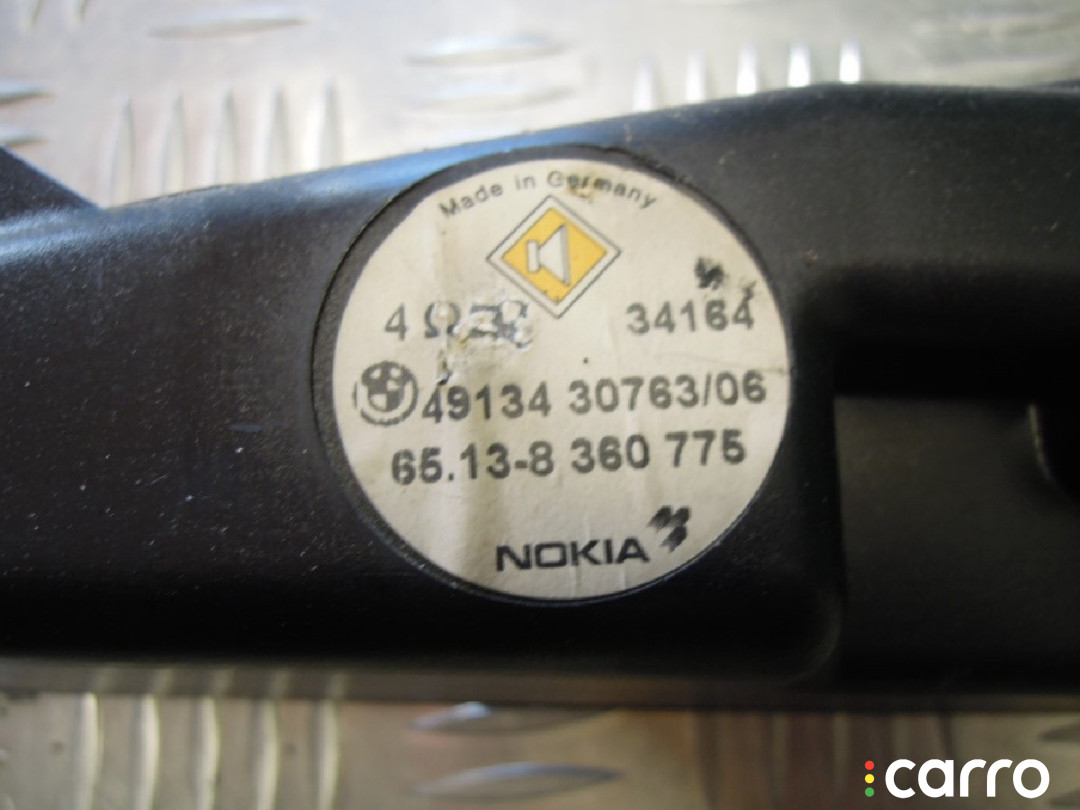 Made in Germany
4 Ω 34164
49134 30763/06
65.13-8 360 775
NOKIA
carro